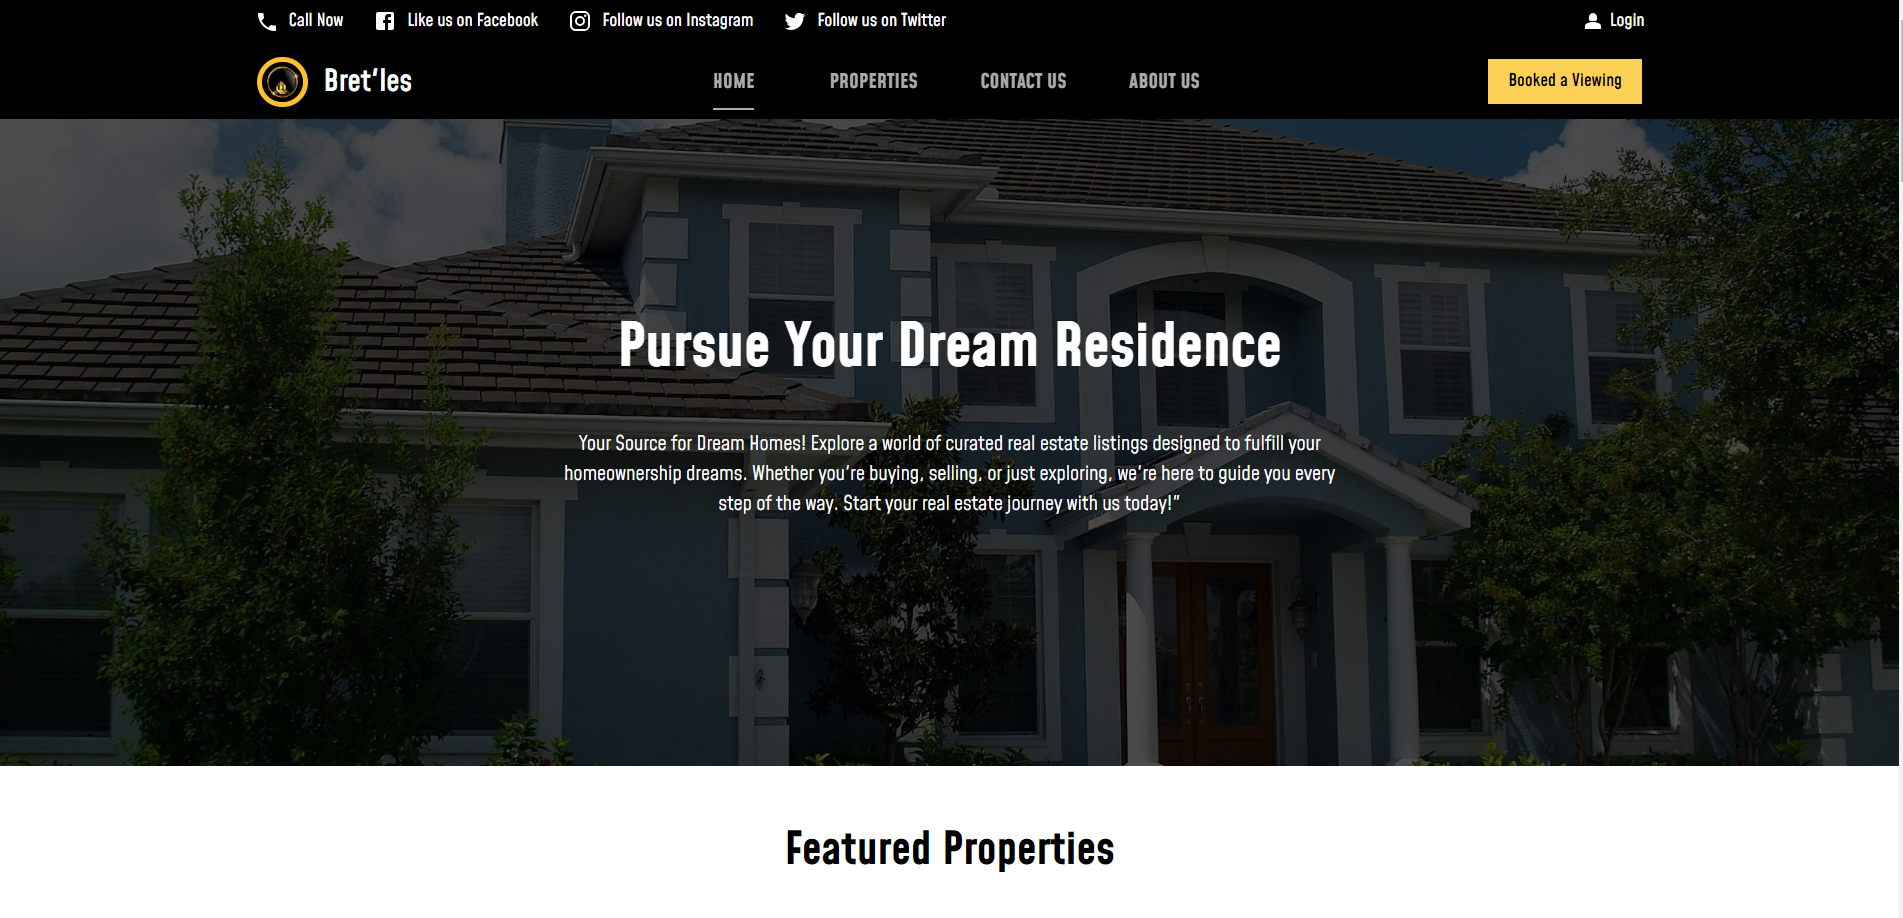 Call Now
Like us on Facebook
Follow us on Instagram
Follow us on Twitter
Login
Bret'les
HOME
PROPERTIES
CONTACT US
ABOUT US
Booked a Viewing
Pursue Your Dream Residence
Your Source for Dream Homes! Explore a world of curated real estate listings designed to fulfill your
homeownership dreams. Whether you're buying, selling, or just exploring, we're here to guide you every
step of the way. Start your real estate journey with us today!"
Featured Properties